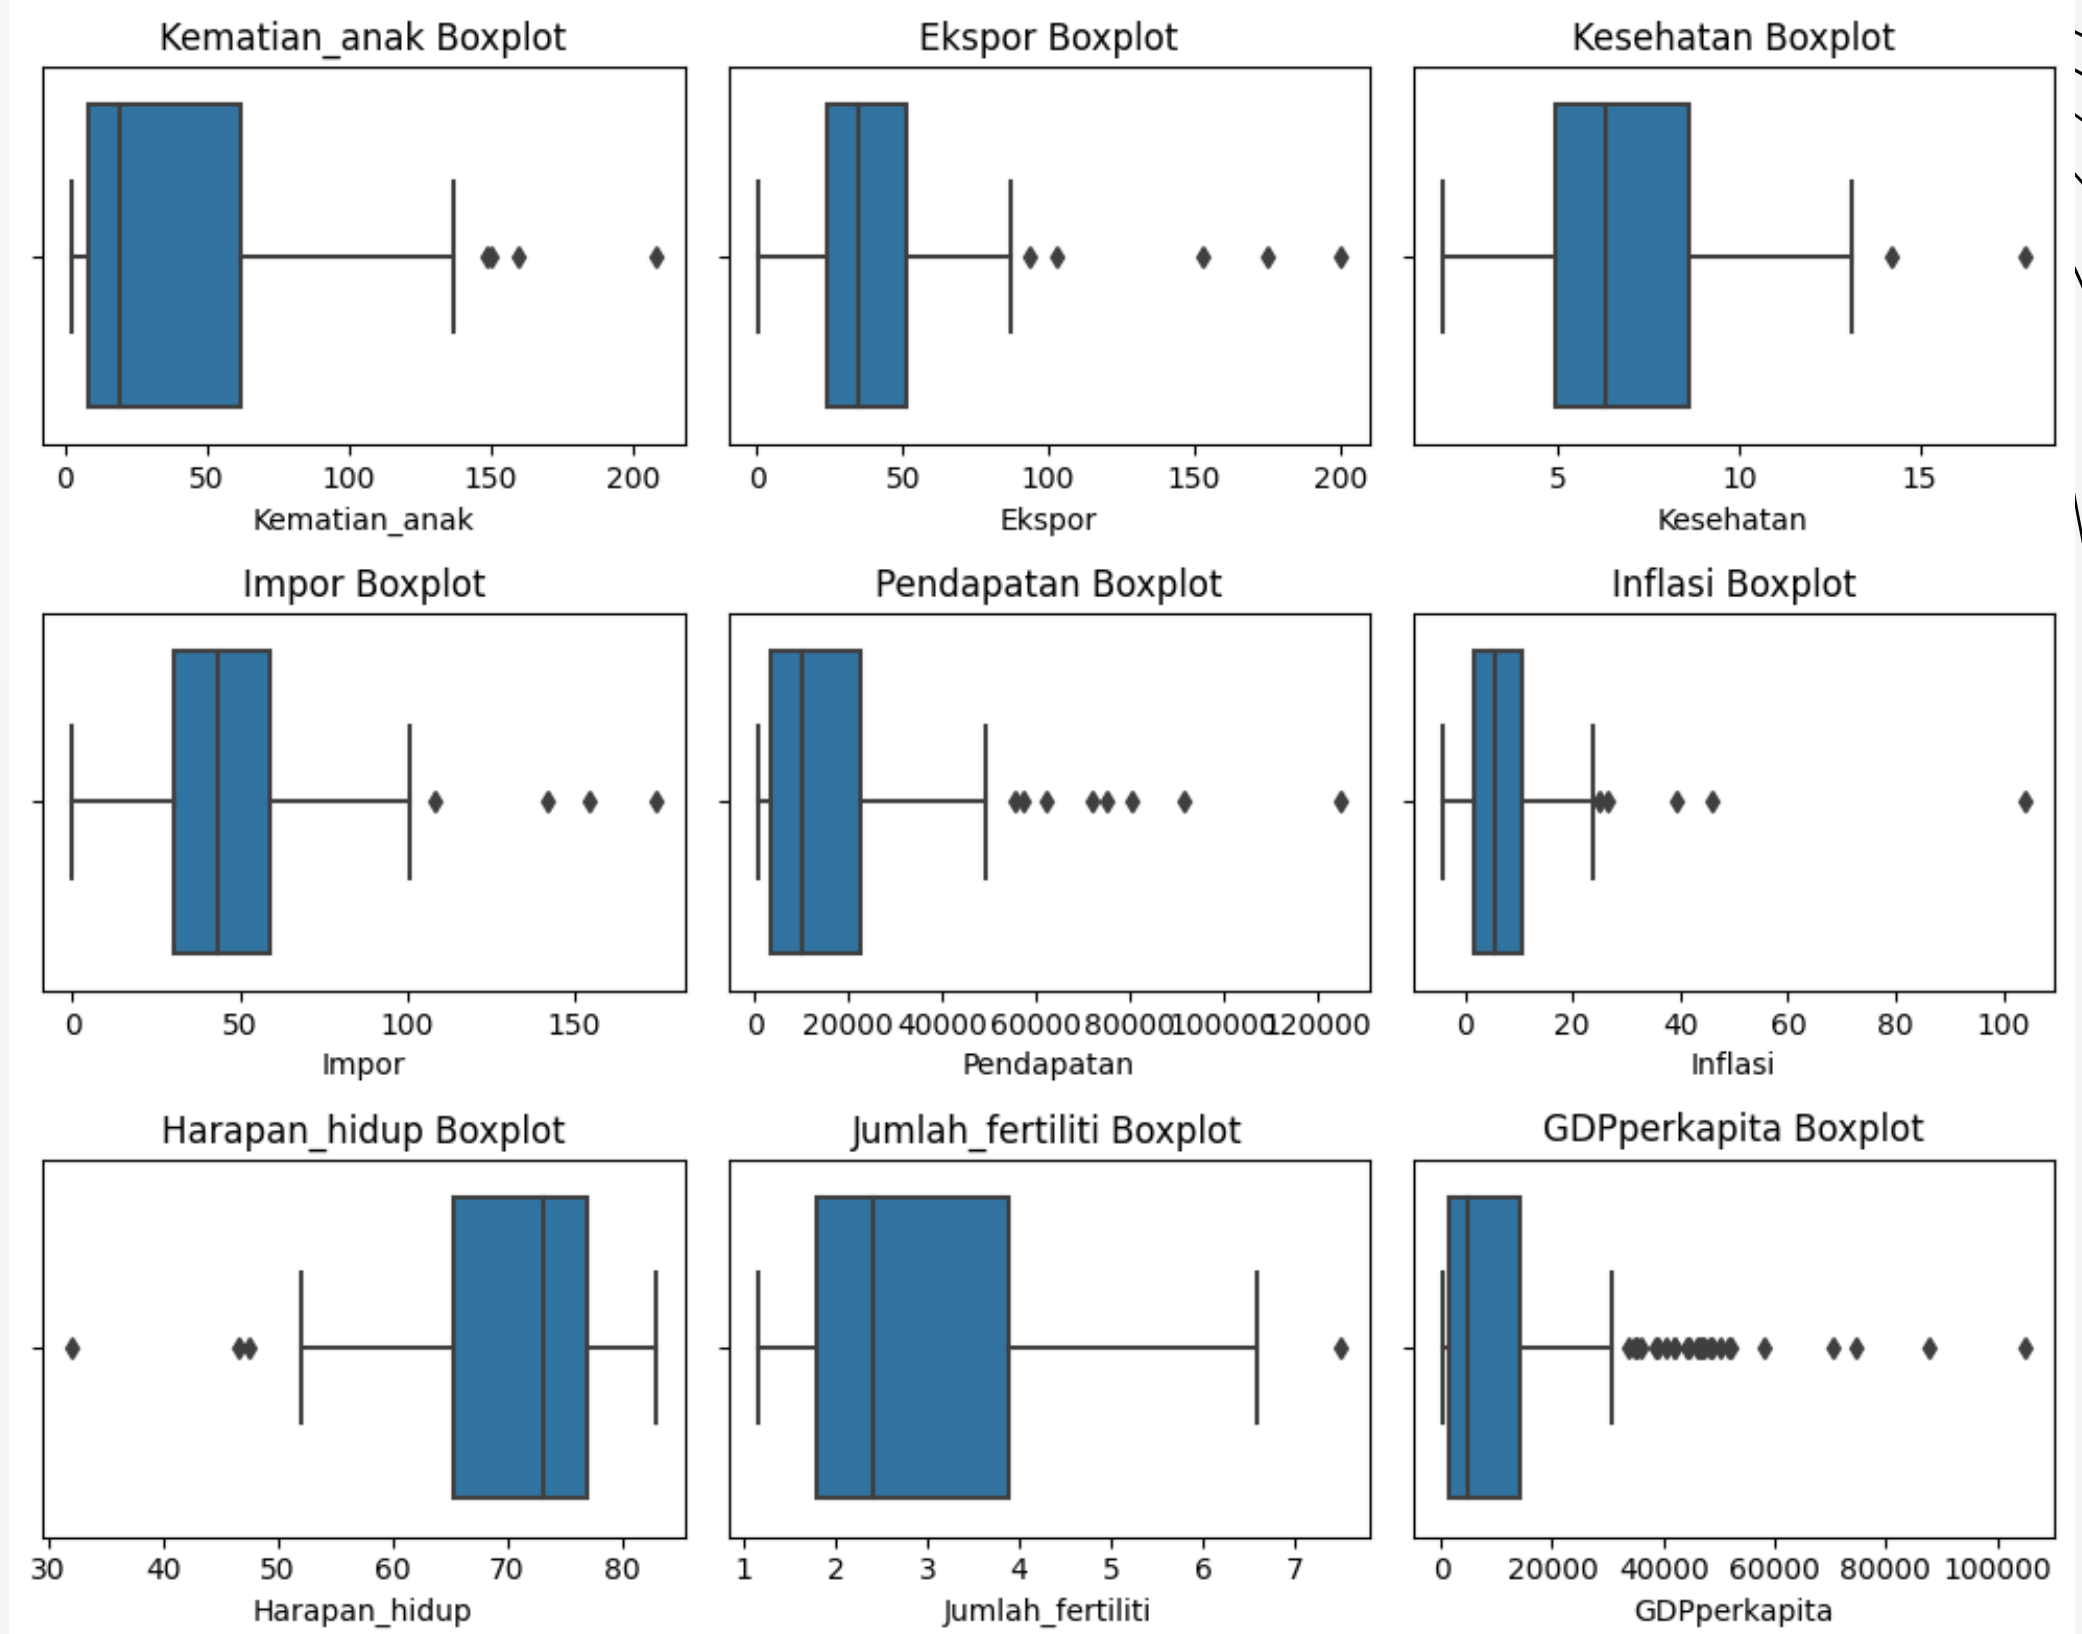 Kematian_anak Boxplot
Ekspor Boxplot
Kesehatan Boxplot
0 50 100 150 200
0 50 100 150 200
5 10 15
Kematian_anak
Ekspor
Kesehatan
Impor Boxplot
Pendapatan Boxplot
Inflasi Boxplot
0 50 100 150
0 20000 40000 60000 80000 100000 120000
0 20 40 60 80 100
Impor
Pendapatan
Inflasi
Harapan_hidup Boxplot
Jumlah_fertiliti Boxplot
GDPperkapita Boxplot
30 40 50 60 70 80
1 2 3 4 5 6 7
0 20000 40000 60000 80000 100000
Harapan_hidup
Jumlah_fertiliti
GDPperkapita